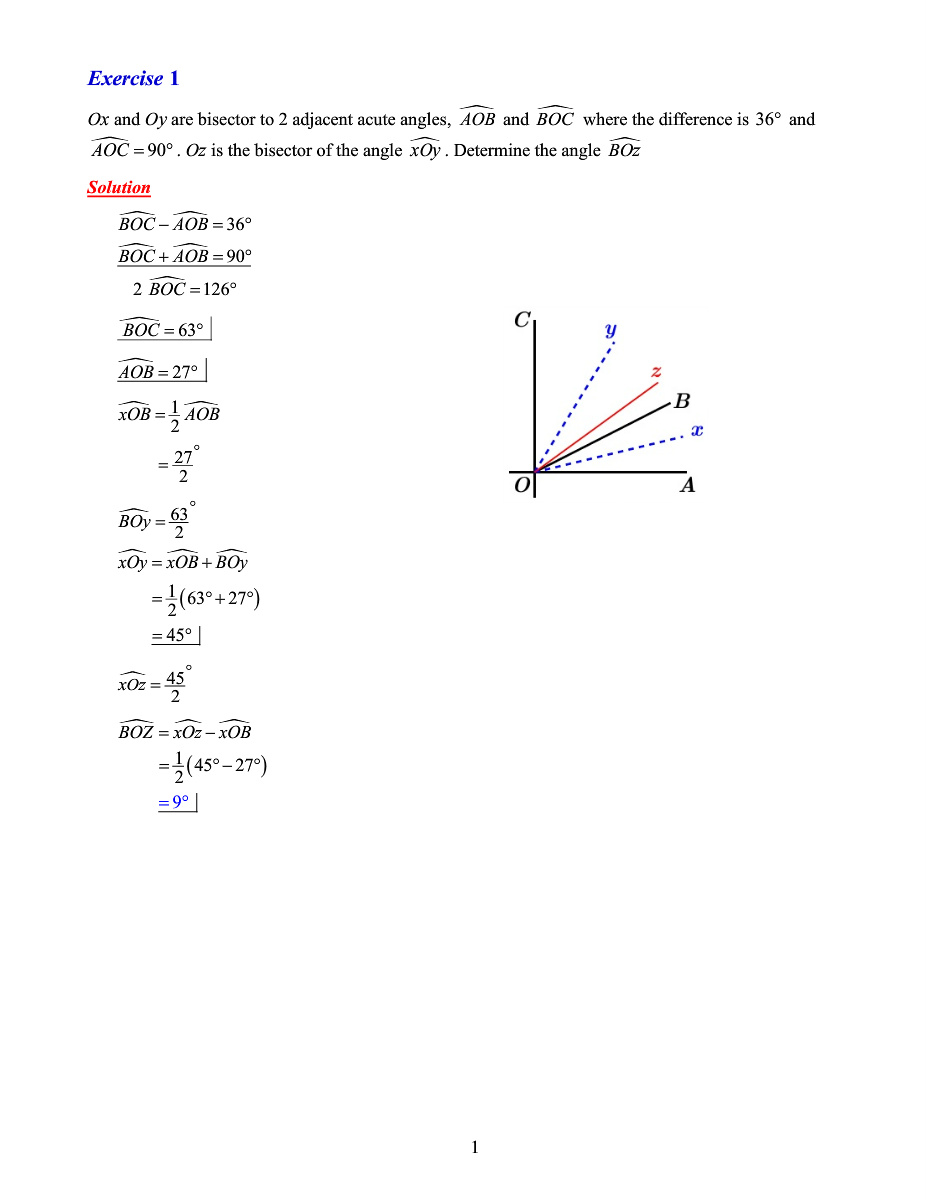 Exercise 1
Ox and Oy are bisector to 2 adjacent acute angles, \widehat{AOB} and \widehat{BOC} where the difference is 36° and
\widehat{AOC} = 90° . Oz is the bisector of the angle \widehat{xOy} . Determine the angle \widehat{BOz}
Solution
\widehat{BOC} − \widehat{AOB} = 36°
\widehat{BOC} + \widehat{AOB} = 90°
2 \widehat{BOC} = 126°
\widehat{BOC} = 63°
\widehat{AOB} = 27°
\widehat{xOB} = \frac{1}{2} \widehat{AOB}
= \frac{27}{2}°
\widehat{BOy} = \frac{63}{2}°
\widehat{xOy} = \widehat{xOB} + \widehat{BOy}
= \frac{1}{2}(63° + 27°)
= 45°
\widehat{xOz} = \frac{45}{2}°
\widehat{BOZ} = \widehat{xOz} − \widehat{xOB}
= \frac{1}{2}(45° − 27°)
= 9°
C
y
z
B
x
O
A
1